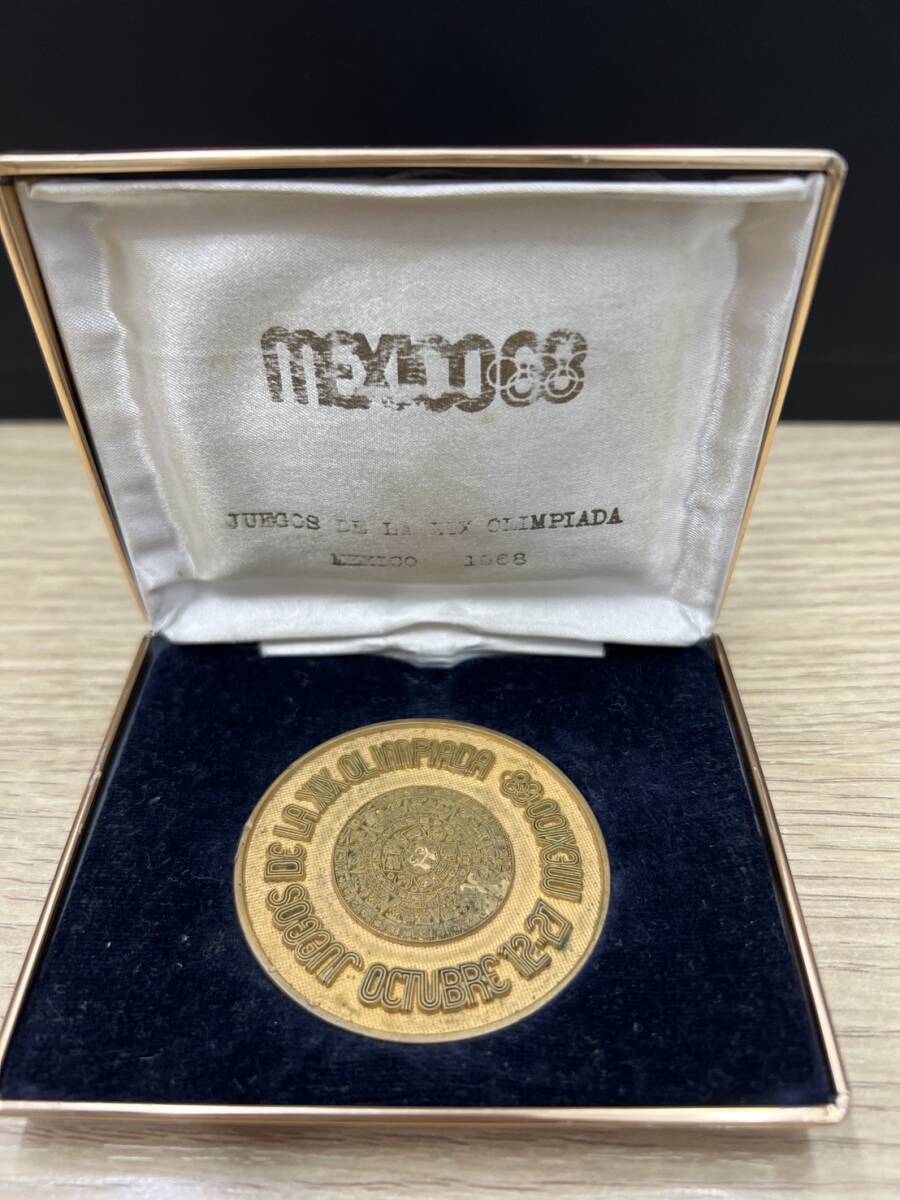 MEXICO68
JUEGOS DE LA XIX OLIMPIADA
MEXICO 1968
JUEGOS DE LA XIX OLIMPIADA
MEXICO 68
OCTUBRE 12-27